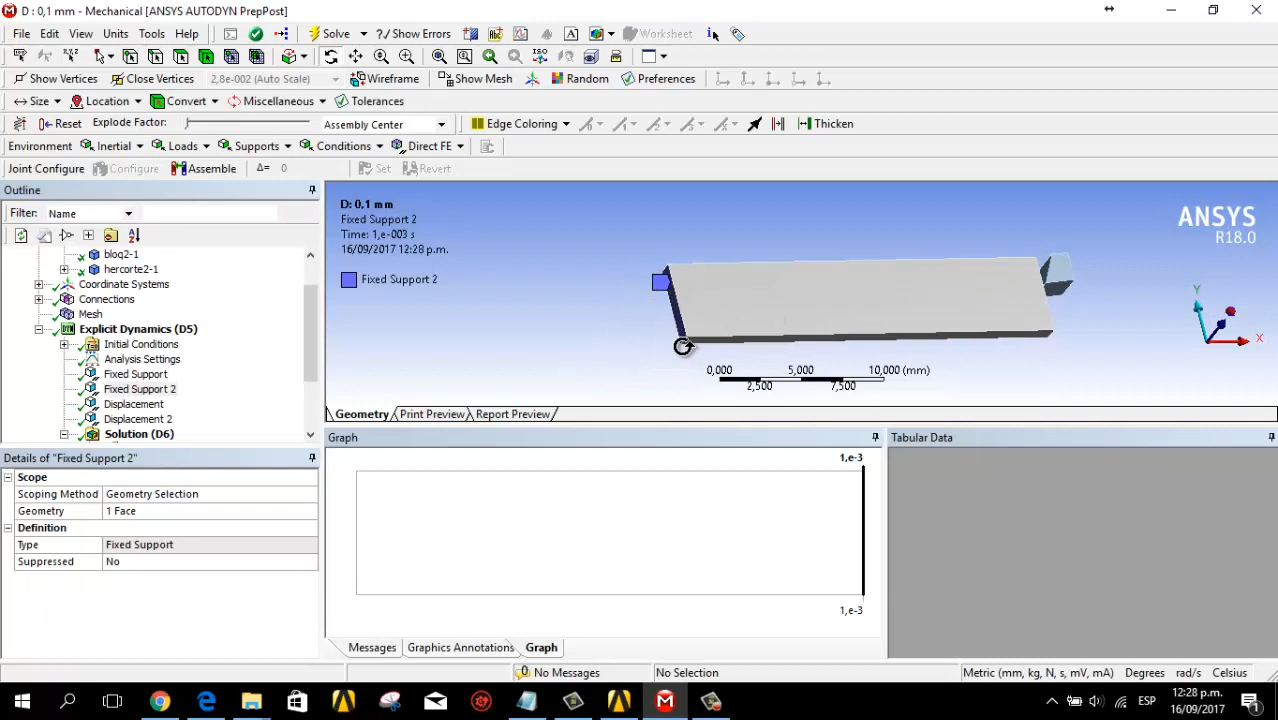 D : 0,1 mm - Mechanical [ANSYS AUTODYN PrepPost]
File Edit View Units Tools Help Solve ?/ Show Errors Worksheet
Show Vertices Close Vertices 2,8e-002 (Auto Scale) Wireframe Show Mesh Random Preferences
Size Location Convert Miscellaneous Tolerances
Reset Explode Factor: Assembly Center Edge Coloring Thicken
Environment Inertial Loads Supports Conditions Direct FE
Joint Configure Configure Assemble Δ= 0 Set Revert
Outline
Filter: Name
bloq2-1
hercorte2-1
Coordinate Systems
Connections
Mesh
Explicit Dynamics (D5)
Initial Conditions
Analysis Settings
Fixed Support
Fixed Support 2
Displacement
Displacement 2
Solution (D6)
Details of "Fixed Support 2"
Scope
Scoping Method Geometry Selection
Geometry 1 Face
Definition
Type Fixed Support
Suppressed No
D: 0,1 mm
Fixed Support 2
Time: 1,e-003 s
16/09/2017 12:28 p.m.
Fixed Support 2
ANSYS
R18.0
Y
X
0,000 5,000 10,000 (mm)
2,500 7,500
Geometry Print Preview Report Preview
Graph
1,e-3
1,e-3
Messages Graphics Annotations Graph
Tabular Data
0 No Messages No Selection Metric (mm, kg, N, s, mV, mA) Degrees rad/s Celsius
ESP 12:28 p.m.
16/09/2017
1